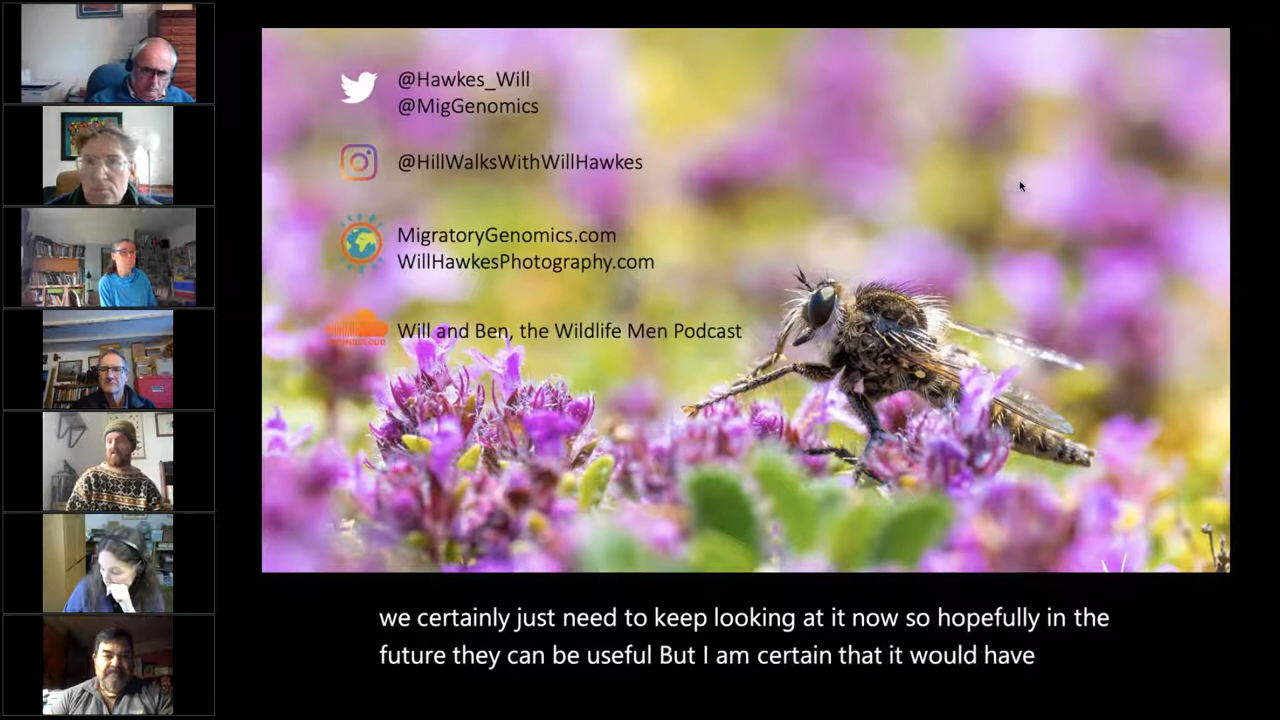 @Hawkes_Will
@MigGenomics
@HillWalksWithWillHawkes
MigratoryGenomics.com
WillHawkesPhotography.com
Will and Ben, the Wildlife Men Podcast
we certainly just need to keep looking at it now so hopefully in the
future they can be useful But I am certain that it would have